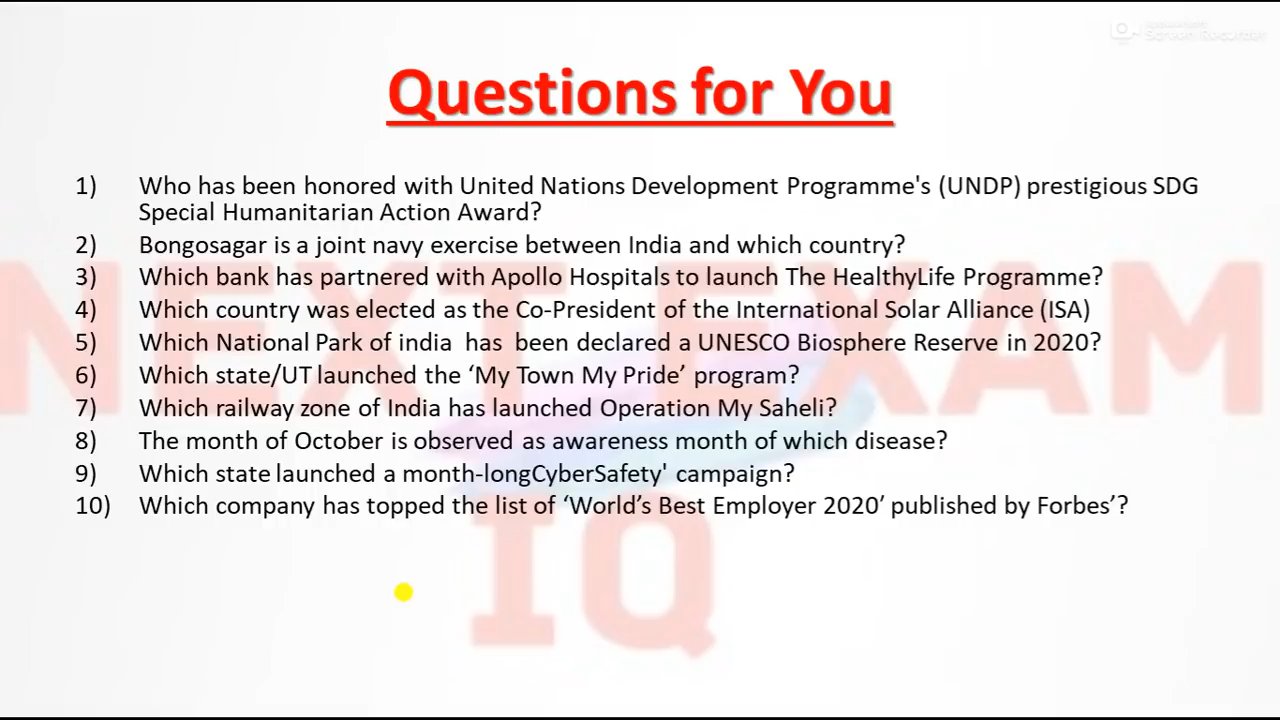 Screen Recorder
Questions for You
1) Who has been honored with United Nations Development Programme's (UNDP) prestigious SDG
Special Humanitarian Action Award?
2) Bongosagar is a joint navy exercise between India and which country?
3) Which bank has partnered with Apollo Hospitals to launch The HealthyLife Programme?
4) Which country was elected as the Co-President of the International Solar Alliance (ISA)
5) Which National Park of india has been declared a UNESCO Biosphere Reserve in 2020?
6) Which state/UT launched the ‘My Town My Pride’ program?
7) Which railway zone of India has launched Operation My Saheli?
8) The month of October is observed as awareness month of which disease?
9) Which state launched a month-longCyberSafety' campaign?
10) Which company has topped the list of ‘World’s Best Employer 2020’ published by Forbes’?
NEXT EXAM
IQ